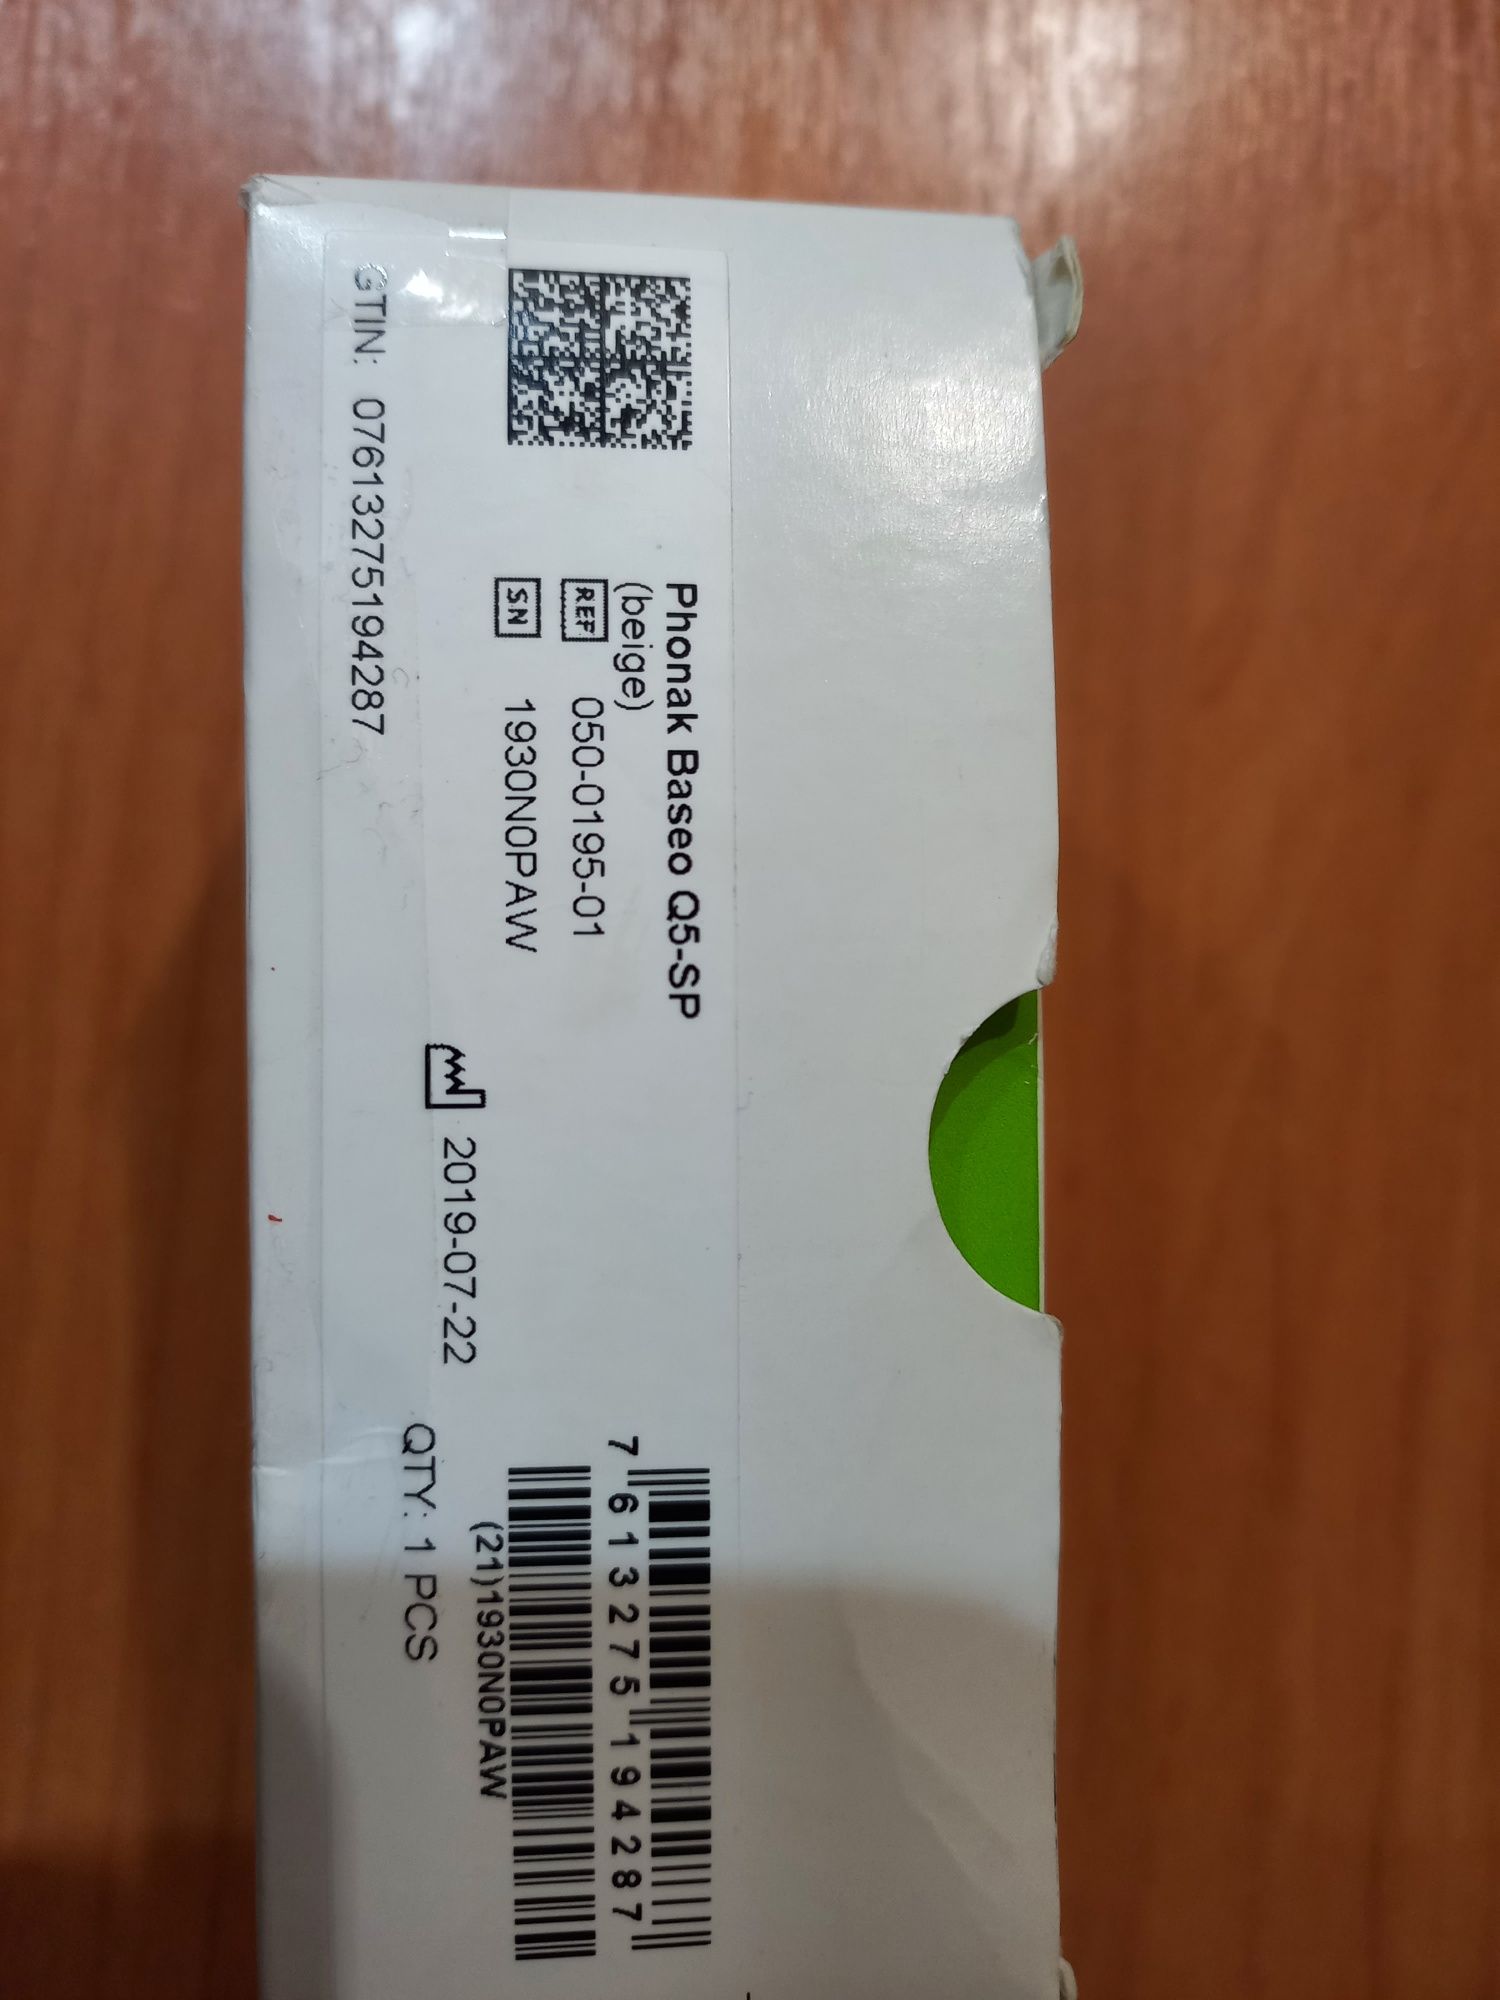 Phonak Baseo Q5-SP
(beige)
REF 050-0195-01
SN 1930N0PAW
2019-07-22
GTIN: 07613275194287
QTY: 1 PCS
7 613275 194287
(21)1930N0PAW